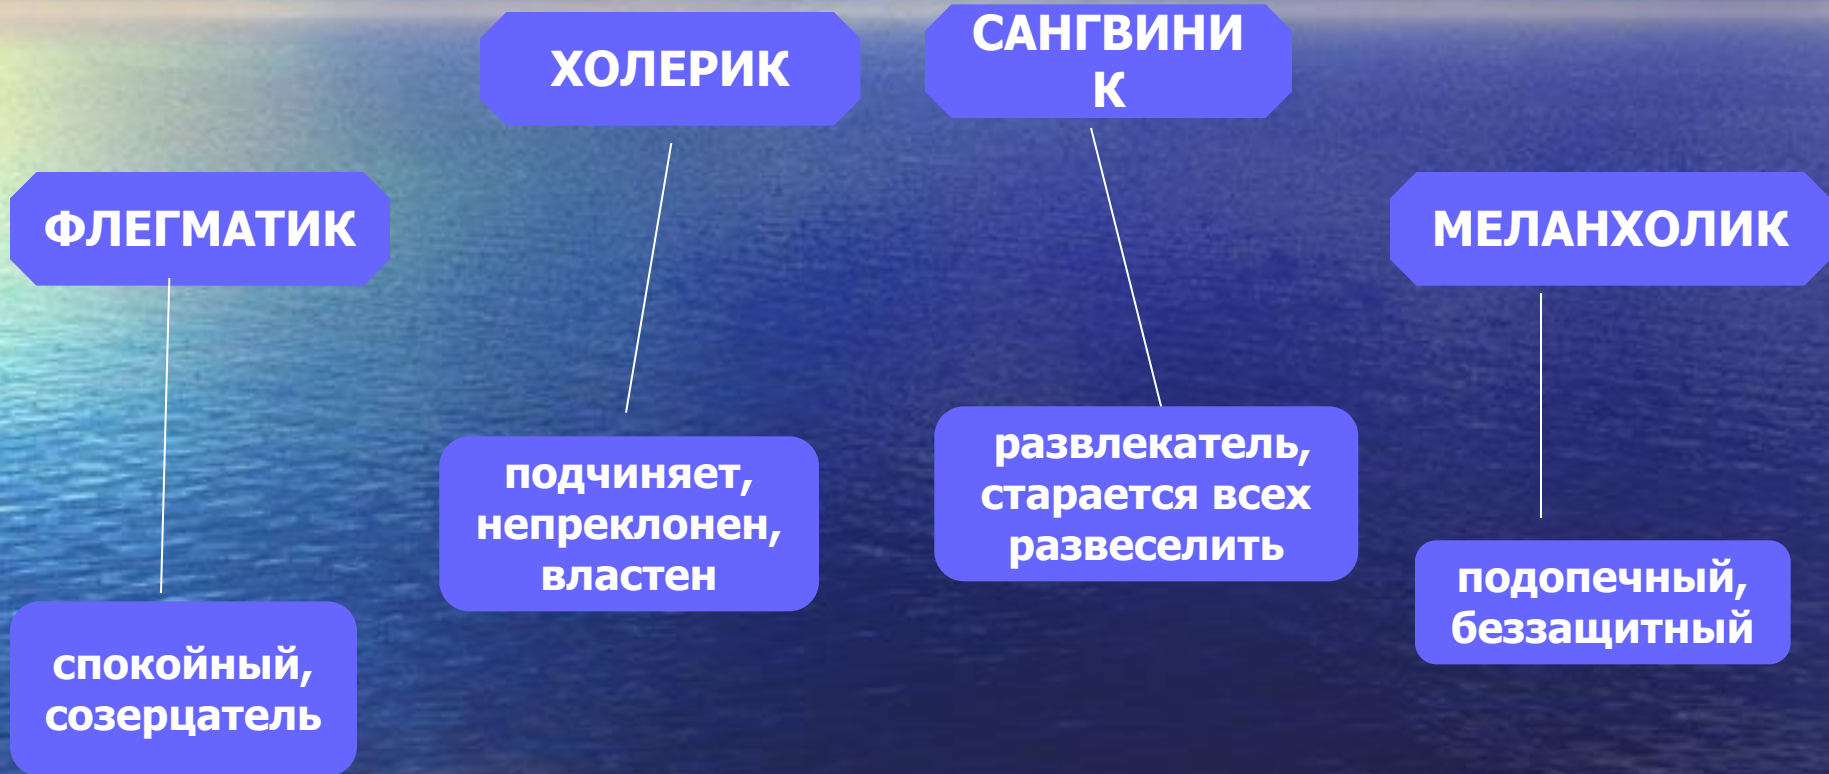 ХОЛЕРИК
САНГВИНИ
К
ФЛЕГМАТИК
МЕЛАНХОЛИК
подчиняет,
непреклонен,
властен
развлекатель,
старается всех
развеселить
подопечный,
беззащитный
спокойный,
созерцатель